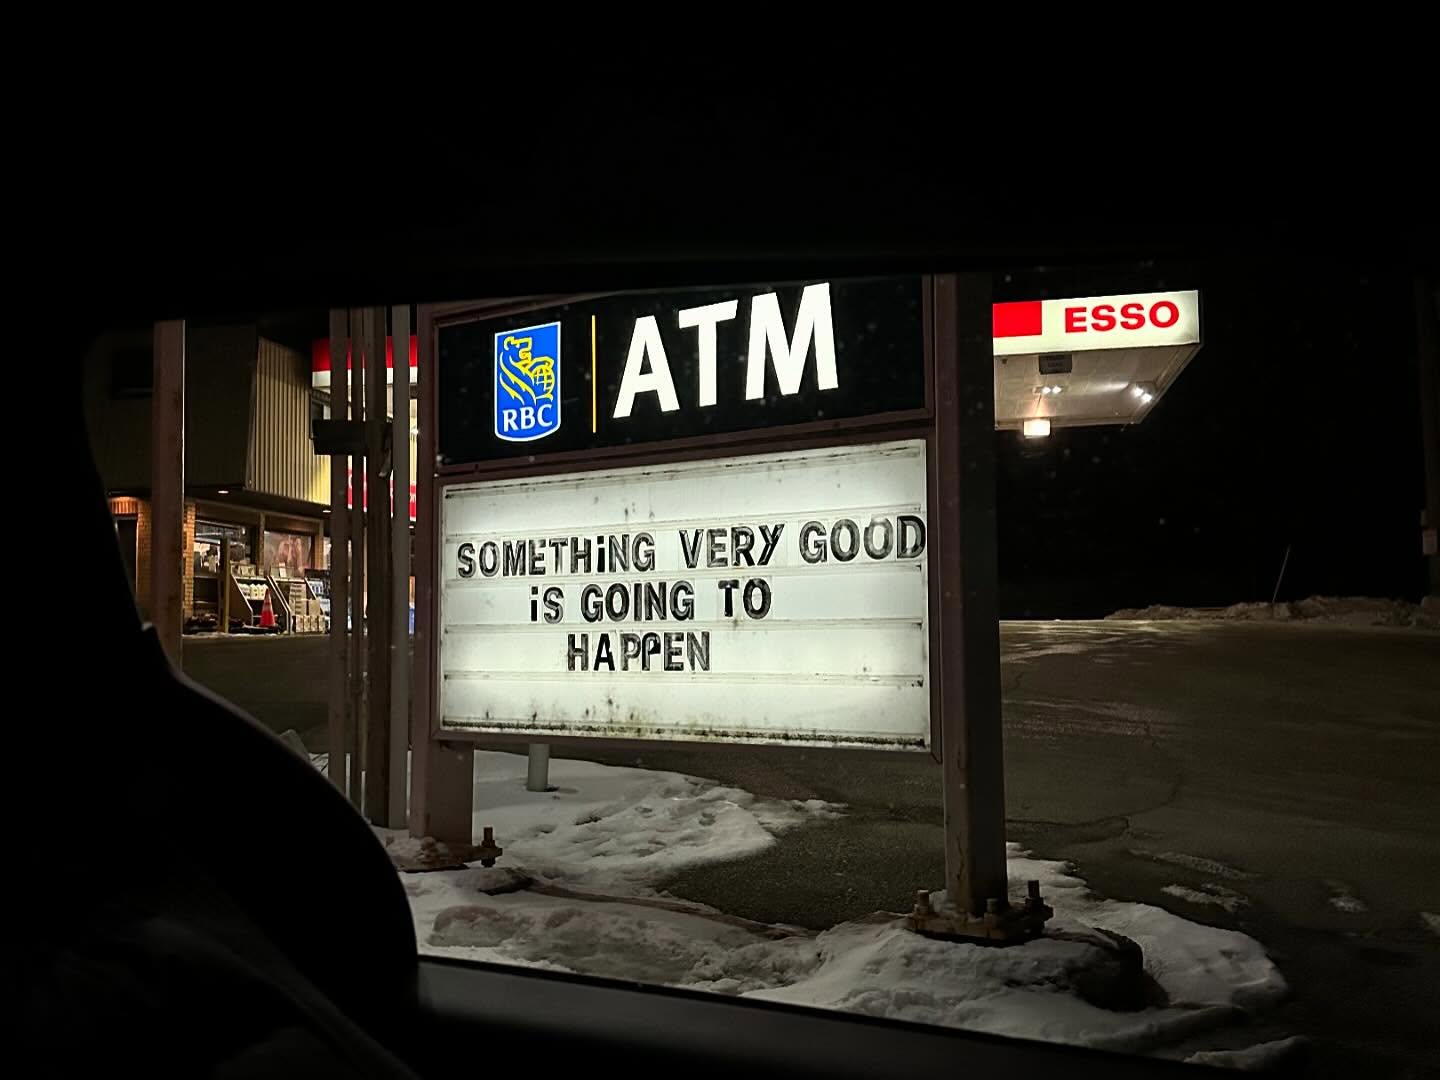 RBC
ATM
ESSO
SOMETHiNG VERY GOOD
iS GOING TO
HAPPEN